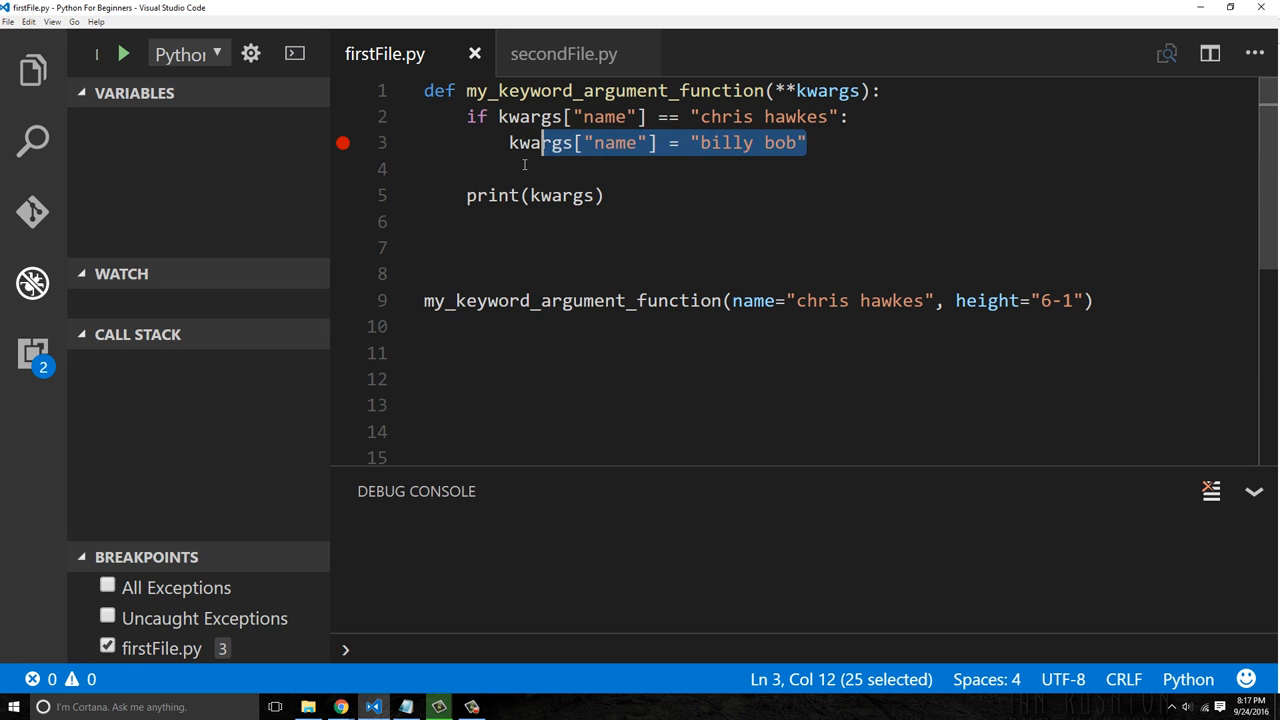 firstFile.py - Python For Beginners - Visual Studio Code
File Edit View Go Help
Python
firstFile.py
secondFile.py
VARIABLES
WATCH
CALL STACK
2
BREAKPOINTS
All Exceptions
Uncaught Exceptions
firstFile.py 3
1 def my_keyword_argument_function(**kwargs):
2 if kwargs["name"] == "chris hawkes":
3 kwargs["name"] = "billy bob"
4
5 print(kwargs)
6
7
8
9 my_keyword_argument_function(name="chris hawkes", height="6-1")
10
11
12
13
14
15
DEBUG CONSOLE
0 0
Ln 3, Col 12 (25 selected) Spaces: 4 UTF-8 CRLF Python
I'm Cortana. Ask me anything.
8:17 PM
9/24/2016